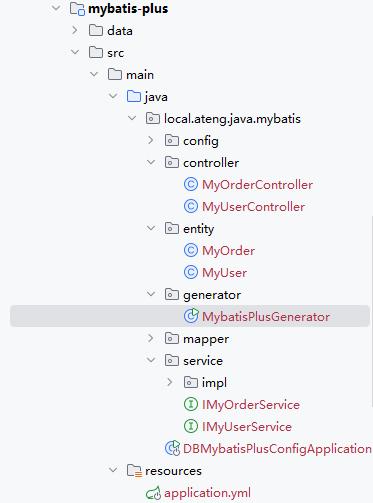 mybatis-plus
data
src
main
java
local.ateng.java.mybatis
config
controller
MyOrderController
MyUserController
entity
MyOrder
MyUser
generator
MybatisPlusGenerator
mapper
service
impl
IMyOrderService
IMyUserService
DBMybatisPlusConfigApplication
resources
application.yml